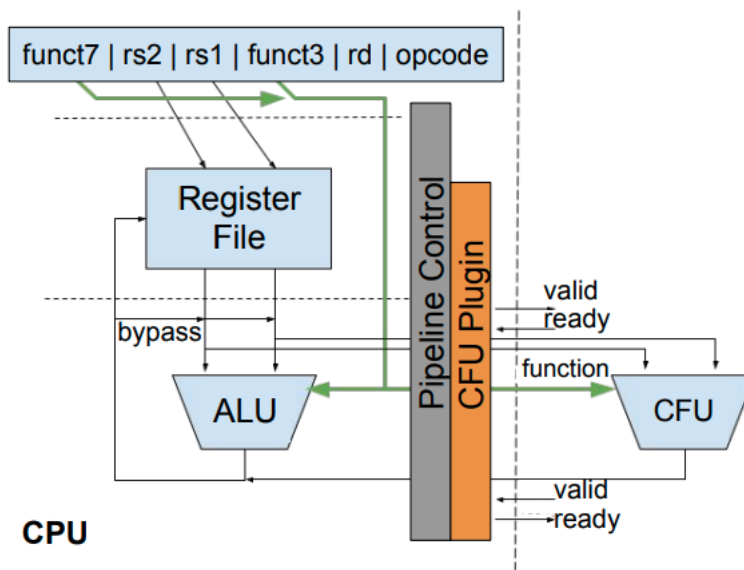 funct7 | rs2 | rs1 | funct3 | rd | opcode
Register
File
Pipeline Control
CFU Plugin
valid
ready
bypass
function
ALU
CFU
valid
ready
CPU